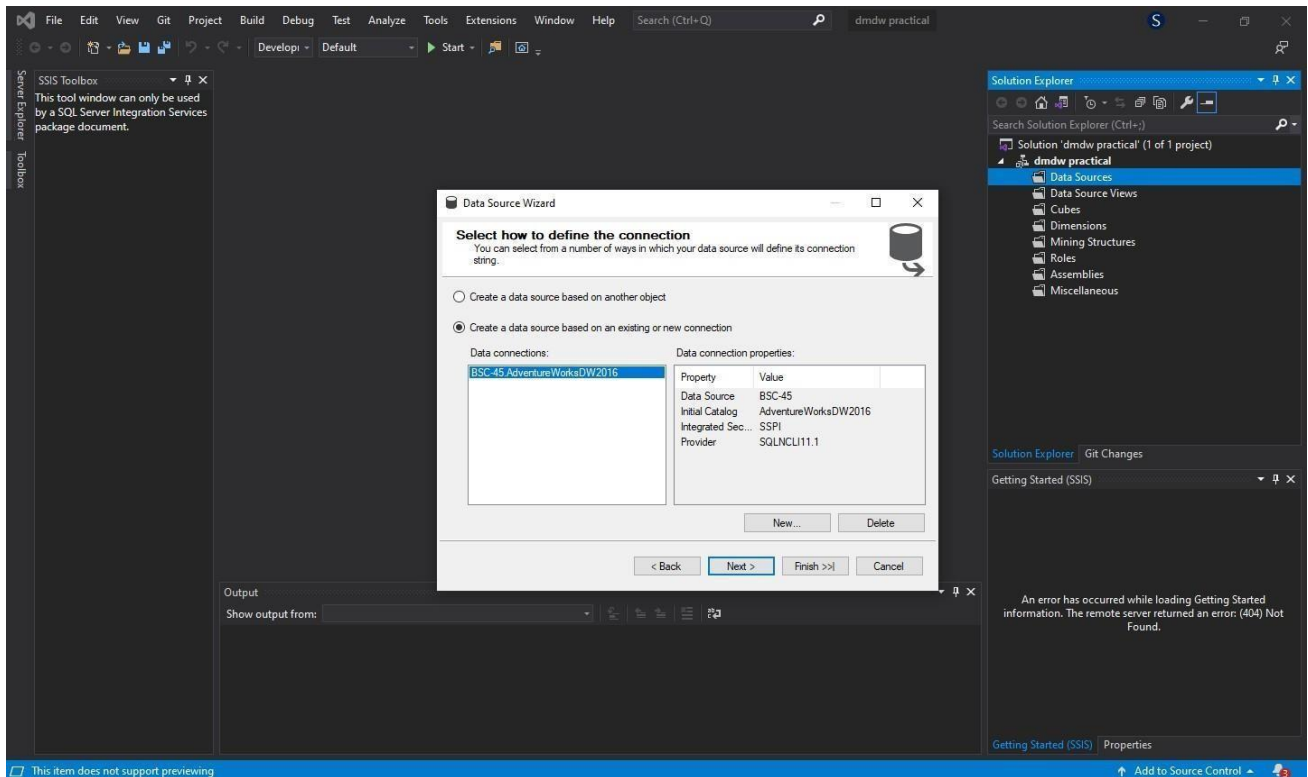 File Edit View Git Project Build Debug Test Analyze Tools Extensions Window Help Search (Ctrl+Q) dmdw practical S
Develop Default Start
Server Explorer
Toolbox
SSIS Toolbox
This tool window can only be used
by a SQL Server Integration Services
package document.
Data Source Wizard
Select how to define the connection
You can select from a number of ways in which your data source will define its connection
string.
Create a data source based on another object
Create a data source based on an existing or new connection
Data connections:
BSC-45.AdventureWorksDW2016
Data connection properties:
Property Value
Data Source BSC-45
Initial Catalog AdventureWorksDW2016
Integrated Sec... SSPI
Provider SQLNCLI11.1
New... Delete
< Back Next > Finish >>| Cancel
Output
Show output from:
Solution Explorer
Search Solution Explorer (Ctrl+;)
Solution 'dmdw practical' (1 of 1 project)
dmdw practical
Data Sources
Data Source Views
Cubes
Dimensions
Mining Structures
Roles
Assemblies
Miscellaneous
Solution Explorer Git Changes
Getting Started (SSIS)
An error has occurred while loading Getting Started
information. The remote server returned an error: (404) Not
Found.
Getting Started (SSIS) Properties
This item does not support previewing
Add to Source Control 3